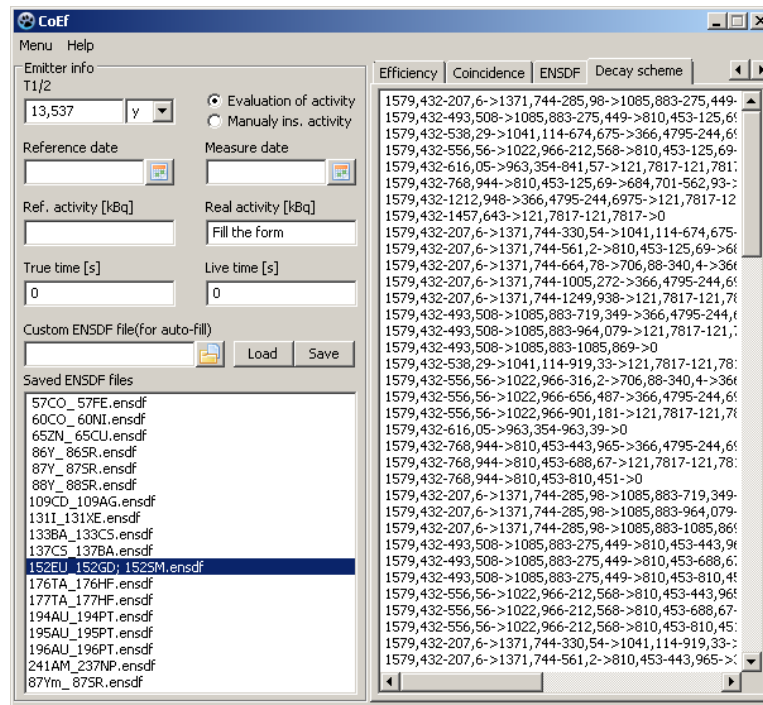 CoEf
Menu Help
Emitter info
T1/2
13,537 y
Evaluation of activity
Manualy ins. activity
Reference date
Measure date
Ref. activity [kBq]
Real activity [kBq]
Fill the form
True time [s]
Live time [s]
0
0
Custom ENSDF file(for auto-fill)
Load Save
Saved ENSDF files
57CO_ 57FE.ensdf
60CO_ 60NI.ensdf
65ZN_ 65CU.ensdf
86Y_ 86SR.ensdf
87Y_ 87SR.ensdf
88Y_ 88SR.ensdf
109CD_109AG.ensdf
131I_131XE.ensdf
133BA_133CS.ensdf
137CS_137BA.ensdf
152EU_152GD; 152SM.ensdf
176TA_176HF.ensdf
177TA_177HF.ensdf
194AU_194PT.ensdf
195AU_195PT.ensdf
196AU_196PT.ensdf
241AM_237NP.ensdf
87Ym_ 87SR.ensdf
Efficiency Coincidence ENSDF Decay scheme
1579,432-207,6->1371,744-285,98->1085,883-275,449-
1579,432-493,508->1085,883-275,449->810,453-125,69
1579,432-538,29->1041,114-674,675->366,4795-244,69
1579,432-556,56->1022,966-212,568->810,453-125,69-
1579,432-616,05->963,354-841,57->121,7817-121,7817
1579,432-768,944->810,453-125,69->684,701-562,93->
1579,432-1212,948->366,4795-244,6975->121,7817-12
1579,432-1457,643->121,7817-121,7817->0
1579,432-207,6->1371,744-330,54->1041,114-674,675-
1579,432-207,6->1371,744-561,2->810,453-125,69->68
1579,432-207,6->1371,744-664,78->706,88-340,4->366
1579,432-207,6->1371,744-1005,272->366,4795-244,69
1579,432-207,6->1371,744-1249,938->121,7817-121,78
1579,432-493,508->1085,883-719,349->366,4795-244,6
1579,432-493,508->1085,883-964,079->121,7817-121,7
1579,432-493,508->1085,883-1085,869->0
1579,432-538,29->1041,114-919,33->121,7817-121,781
1579,432-556,56->1022,966-316,2->706,88-340,4->366
1579,432-556,56->1022,966-656,487->366,4795-244,69
1579,432-556,56->1022,966-901,181->121,7817-121,78
1579,432-616,05->963,354-963,39->0
1579,432-768,944->810,453-443,965->366,4795-244,69
1579,432-768,944->810,453-688,67->121,7817-121,781
1579,432-768,944->810,453-810,451->0
1579,432-207,6->1371,744-285,98->1085,883-719,349-
1579,432-207,6->1371,744-285,98->1085,883-964,079-
1579,432-207,6->1371,744-285,98->1085,883-1085,869
1579,432-493,508->1085,883-275,449->810,453-443,96
1579,432-493,508->1085,883-275,449->810,453-688,67
1579,432-493,508->1085,883-275,449->810,453-810,45
1579,432-556,56->1022,966-212,568->810,453-443,965
1579,432-556,56->1022,966-212,568->810,453-688,67-
1579,432-556,56->1022,966-212,568->810,453-810,451
1579,432-207,6->1371,744-330,54->1041,114-919,33->
1579,432-207,6->1371,744-561,2->810,453-443,965->3